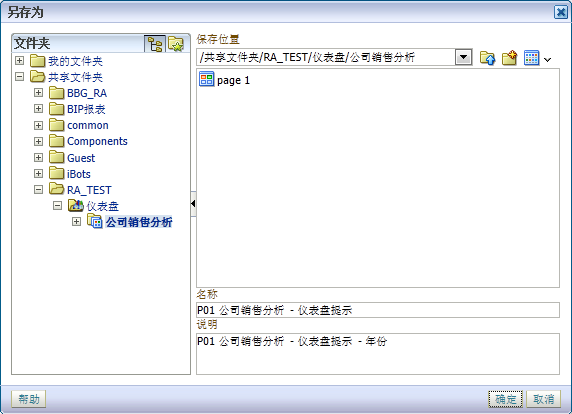 另存为
文件夹
我的文件夹
共享文件夹
BBG_RA
BIP报表
common
Components
Guest
iBots
RA_TEST
仪表盘
公司销售分析
保存位置
/共享文件夹/RA_TEST/仪表盘/公司销售分析
page 1
名称
P01 公司销售分析 - 仪表盘提示
说明
P01 公司销售分析 - 仪表盘提示 - 年份
帮助
确定
取消